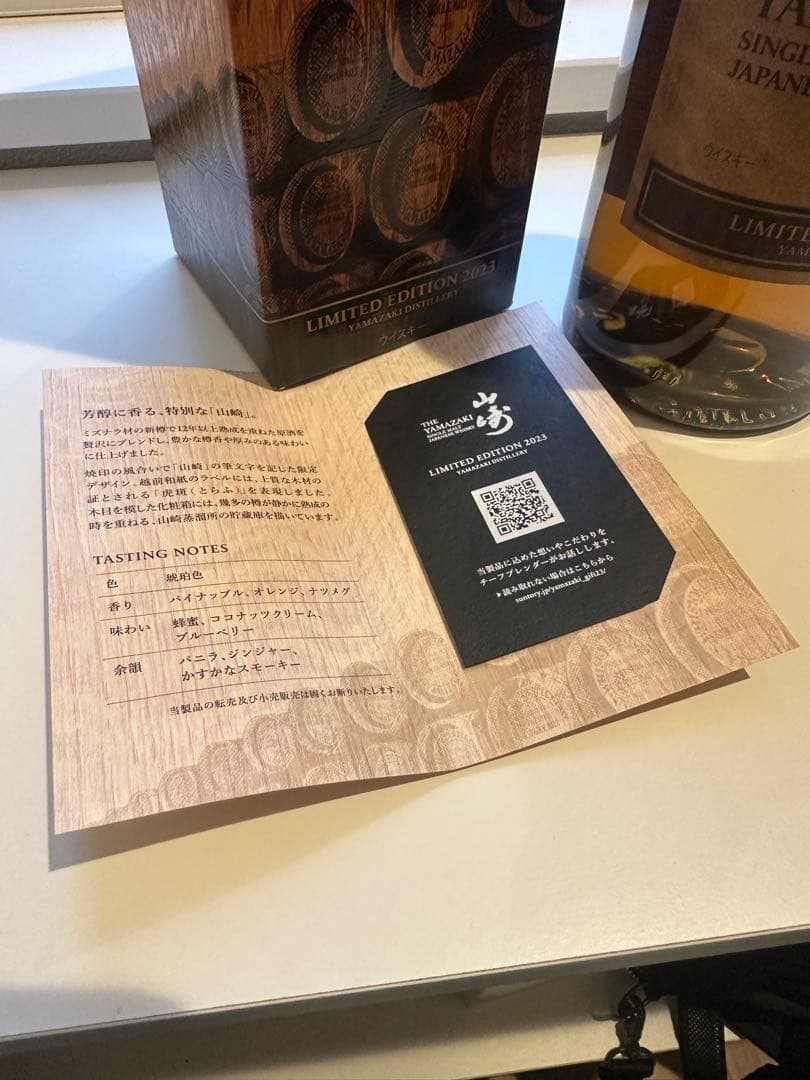 YAMAZAKI
LIMITED EDITION 2023
YAMAZAKI DISTILLERY
ウイスキー
SINGLE
JAPANE
ウイスキー
LIMITE
YAMA
芳醇に香る、特別な「山崎」。
ミズナラ材の新樽で12年以上熟成を重ねた原酒を
贅沢にブレンドし、豊かな樽香や厚みのある味わい
に仕上げました。
焼印の風合いで「山崎」の筆文字を記した限定
デザイン。越前和紙のラベルには、上質な木材の
証とされる「虎斑(とらふ)」を表現しました。
木目を模した化粧箱には、幾多の樽が静かに熟成の
時を重ねる、山崎蒸溜所の貯蔵庫を描いています。
TASTING NOTES
色 琥珀色
香り パイナップル、オレンジ、ナツメグ
味わい 蜂蜜、ココナッツクリーム、
ブルーベリー
余韻 バニラ、ジンジャー、
かすかなスモーキー
当製品の転売及び小売販売は固くお断りいたします。
THE
YAMAZAKI
SINGLE MALT
JAPANESE WHISKY
山崎
LIMITED EDITION 2023
YAMAZAKI DISTILLERY
当製品に込めた想いやこだわりを
チーフブレンダーがお話しします。
▶読み取れない場合はこちらから
suntory.jp/yamazaki_gift23/